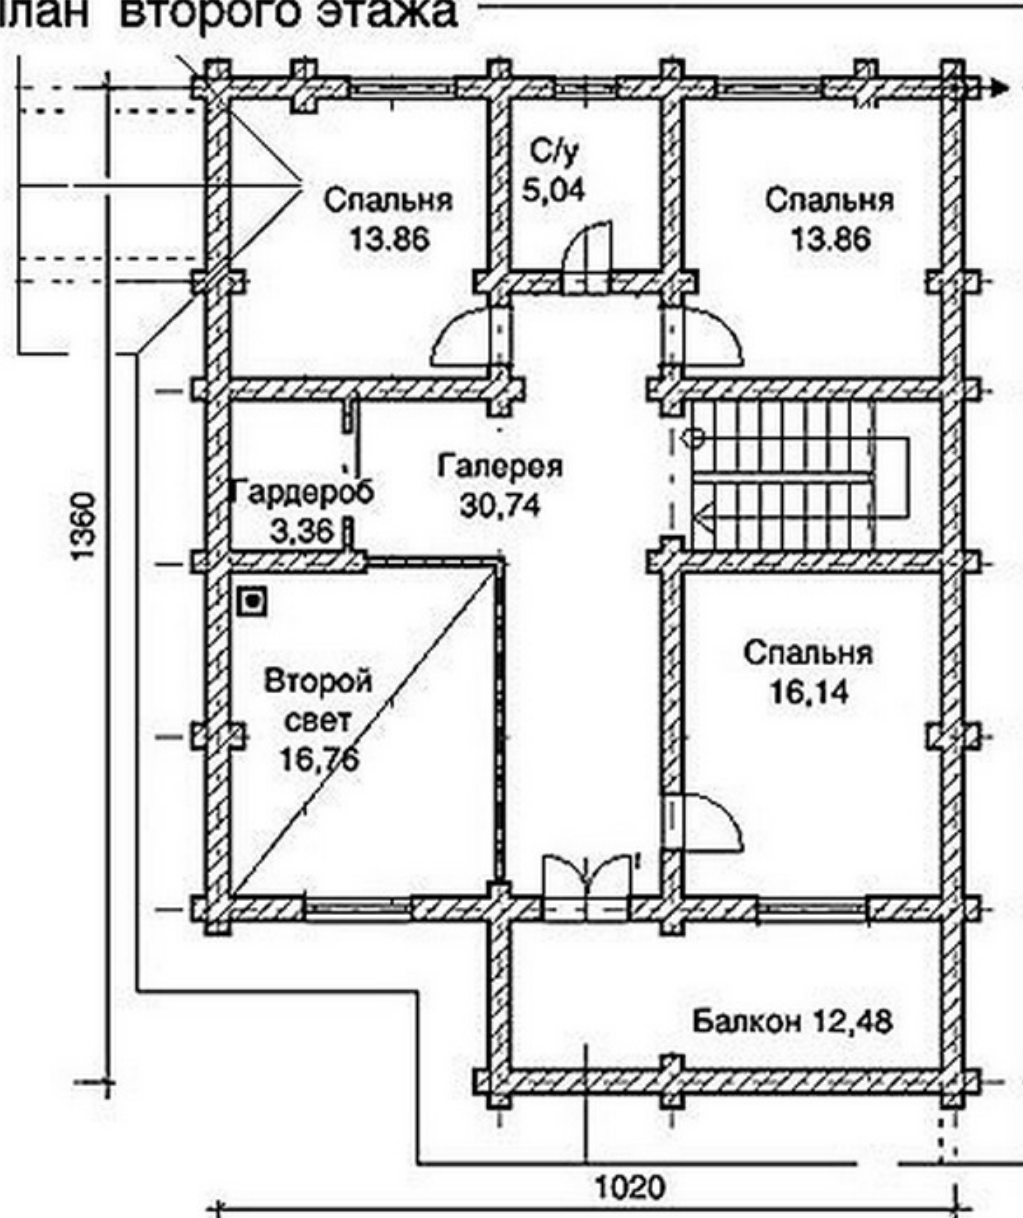 план второго этажа
С/у
5,04
Спальня
13.86
Спальня
13.86
Галерея
30,74
Гардероб
3,36
1360
Спальня
16,14
Второй
свет
16,76
Балкон 12,48
1020